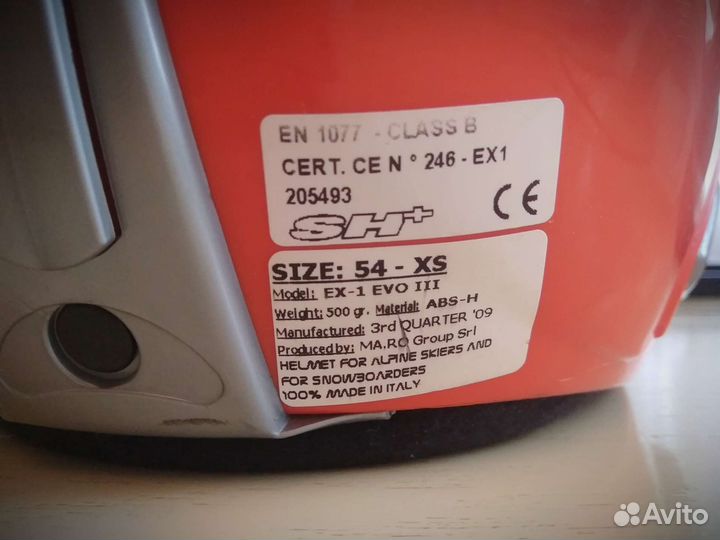 EN 1077 - CLASS B
CERT. CE N° 246 - EX1
205493
CE
SH+
SIZE: 54 - XS
Model: EX-1 EVO III
Weight: 500 gr. Material: ABS-H
Manufactured: 3rd QUARTER '09
Produced by: MA.RO Group Srl
HELMET FOR ALPINE SKIERS AND
FOR SNOWBOARDERS
100% MADE IN ITALY
Avito